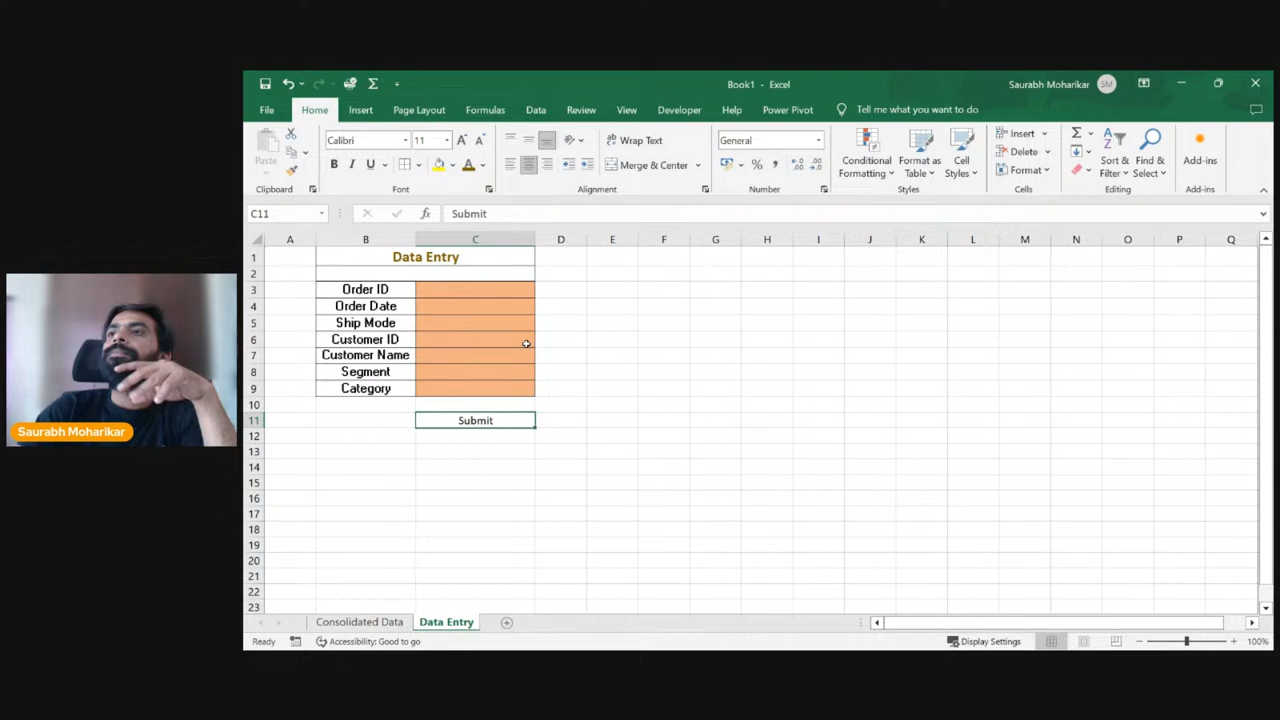 Book1 - Excel
Saurabh Moharikar
SM
File
Home
Insert
Page Layout
Formulas
Data
Review
View
Developer
Help
Power Pivot
Tell me what you want to do
Paste
Clipboard
Calibri
11
B I U
Font
Wrap Text
Merge & Center
Alignment
General
Number
Conditional Formatting
Format as Table
Cell Styles
Styles
Insert
Delete
Format
Cells
Sort & Filter
Find & Select
Editing
Add-ins
Add-ins
C11
fx
Submit
A B C D E F G H I J K L M N O P Q
1 Data Entry
2
3 Order ID
4 Order Date
5 Ship Mode
6 Customer ID
7 Customer Name
8 Segment
9 Category
10
11 Submit
12
13
14
15
16
17
18
19
20
21
22
23
Saurabh Moharikar
Consolidated Data
Data Entry
Ready
Accessibility: Good to go
Display Settings
100%